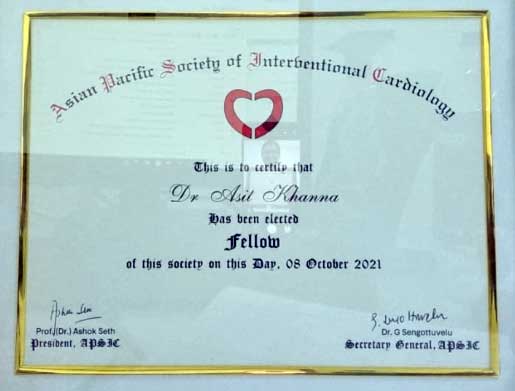 Asian Pacific Society of Interventional Cardiology
This is to certify that
Dr Asit Khanna
Has been elected
Fellow
of this society on this Day, 08 October 2021
Prof.(Dr.) Ashok Seth
President, APSIC
Dr. G Sengottuvelu
Secretary General, APSIC